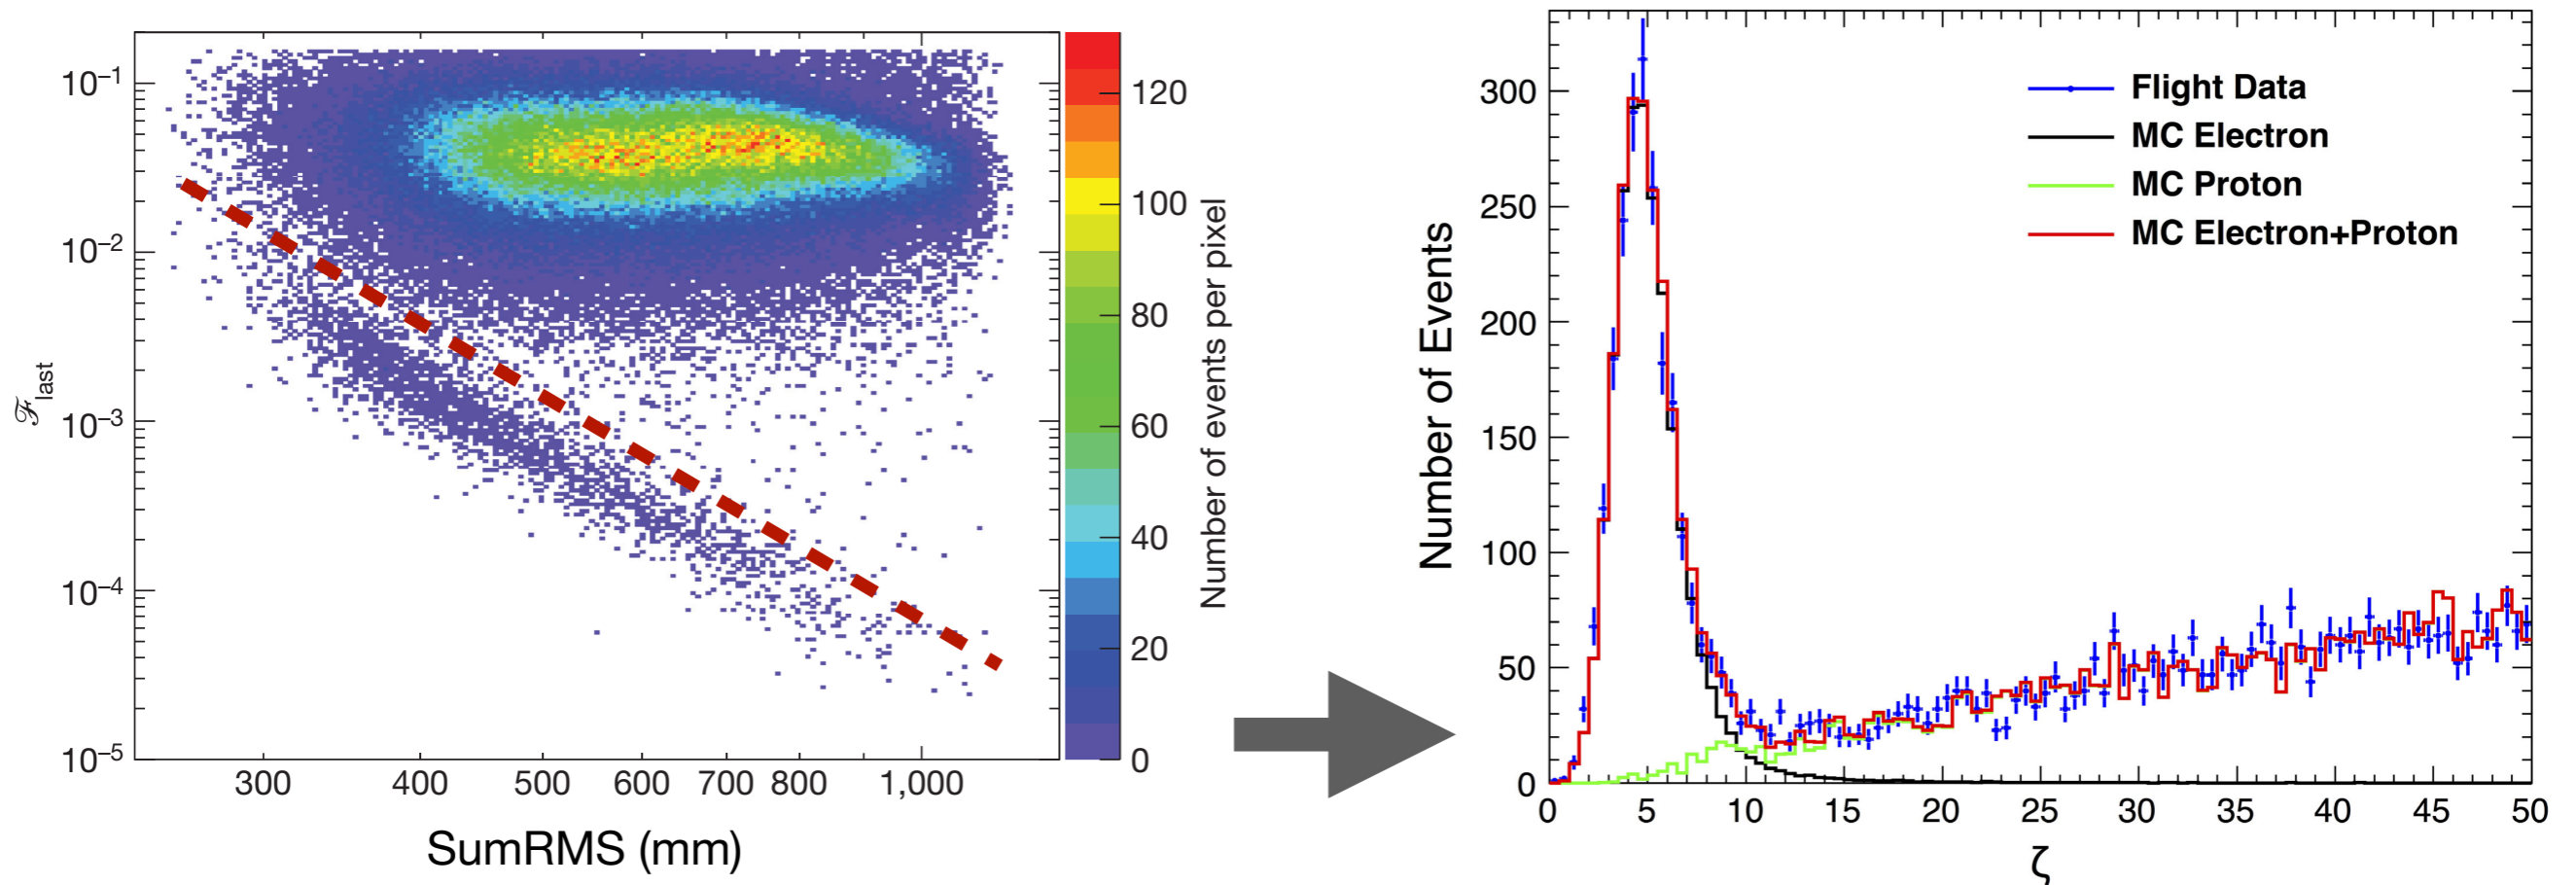 10⁻¹
10⁻²
10⁻³
10⁻⁴
10⁻⁵
ℱlast
300 400 500 600 700 800 1,000
SumRMS (mm)
120
100
80
60
40
20
0
Number of events per pixel
300
250
200
150
100
50
0
Number of Events
Flight Data
MC Electron
MC Proton
MC Electron+Proton
0 5 10 15 20 25 30 35 40 45 50
ζ